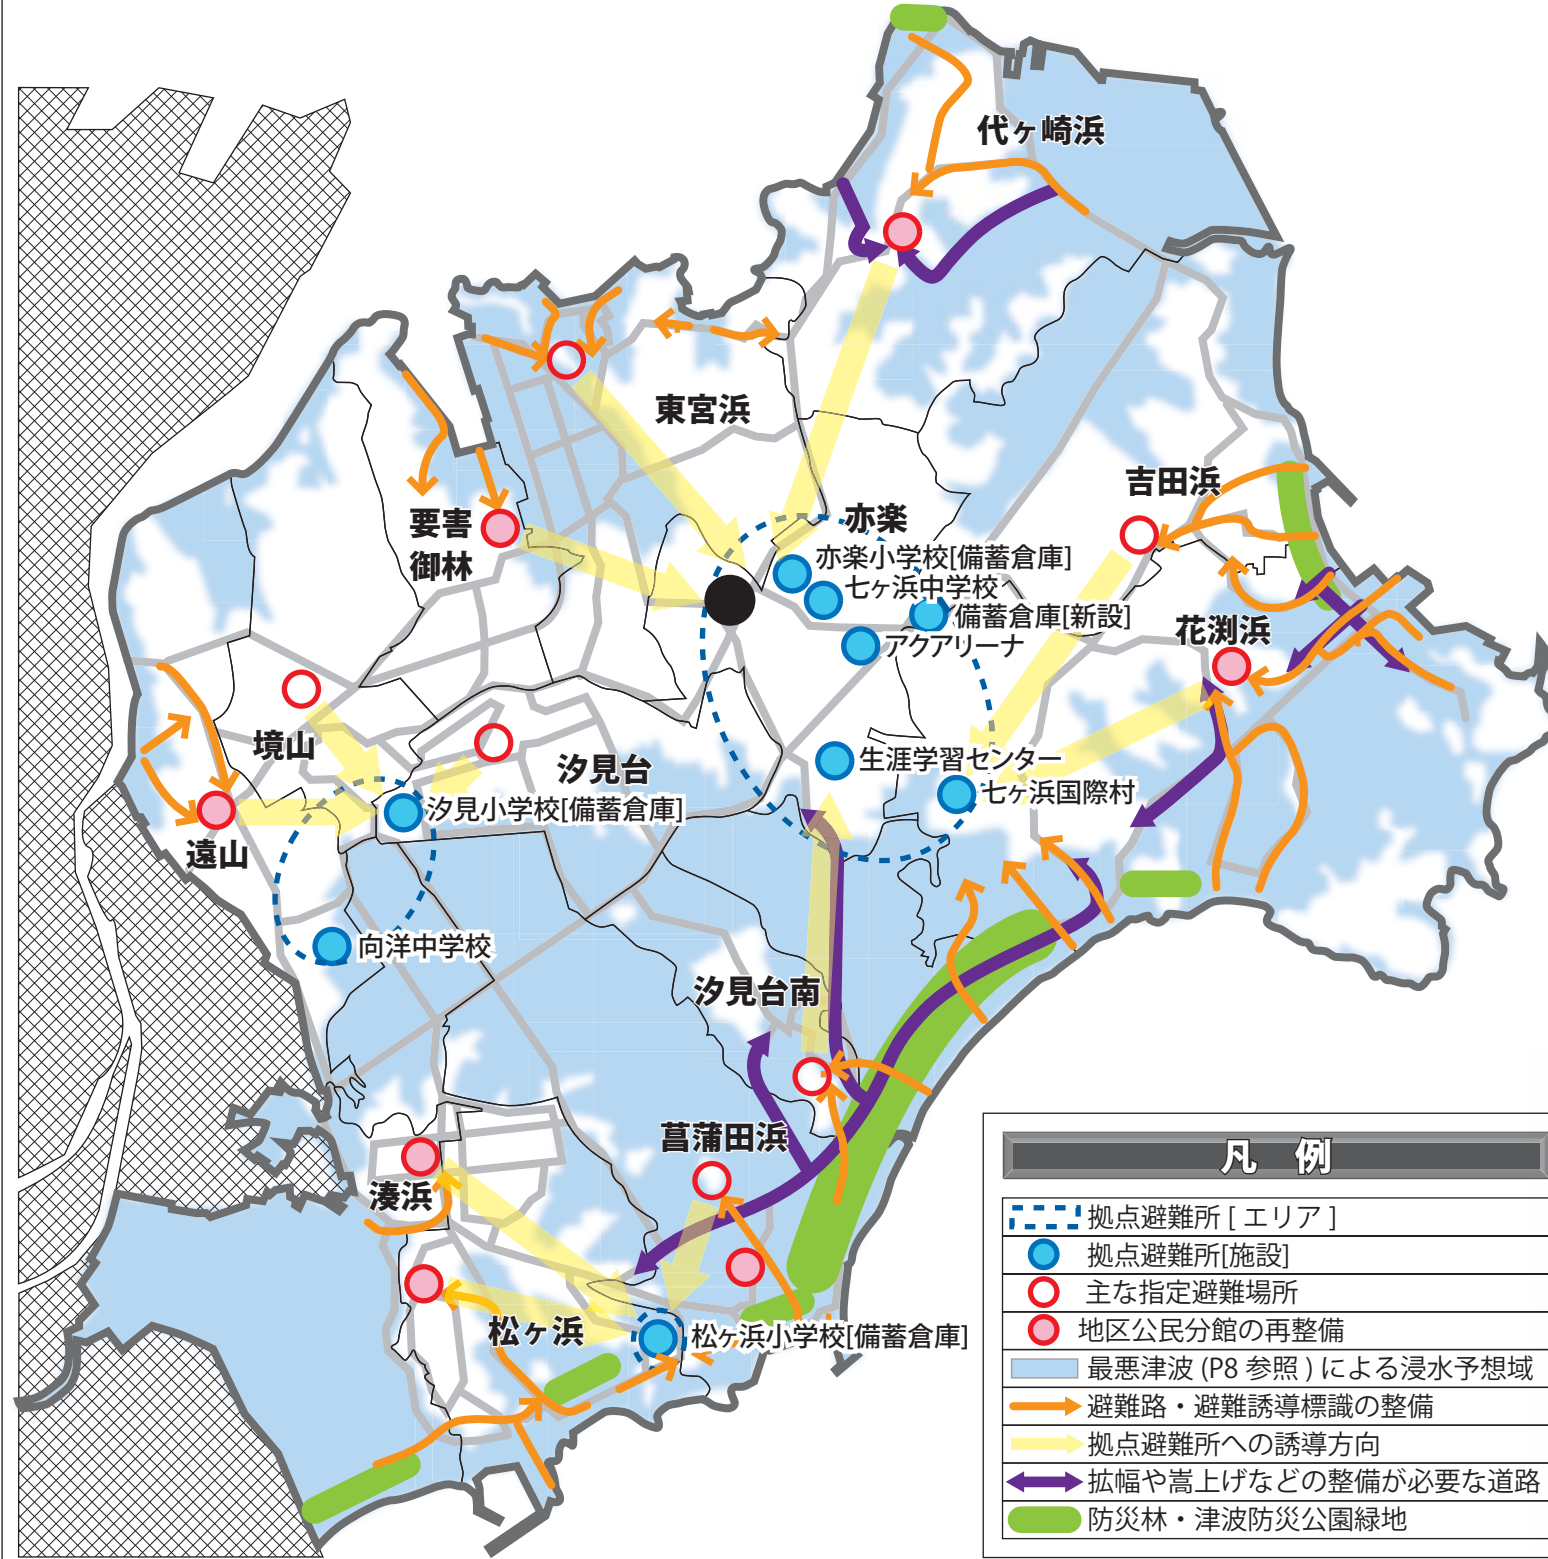 代ヶ崎浜
東宮浜
吉田浜
要害
御林
亦楽
亦楽小学校[備蓄倉庫]
七ヶ浜中学校
備蓄倉庫[新設]
アクアリーナ
花渕浜
境山
汐見台
生涯学習センター
七ヶ浜国際村
汐見小学校[備蓄倉庫]
遠山
向洋中学校
汐見台南
菖蒲田浜
湊浜
松ヶ浜
松ヶ浜小学校[備蓄倉庫]
凡 例
拠点避難所 [ エリア ]
拠点避難所[施設]
主な指定避難場所
地区公民分館の再整備
最悪津波 (P8 参照 ) による浸水予想域
避難路・避難誘導標識の整備
拠点避難所への誘導方向
拡幅や嵩上げなどの整備が必要な道路
防災林・津波防災公園緑地